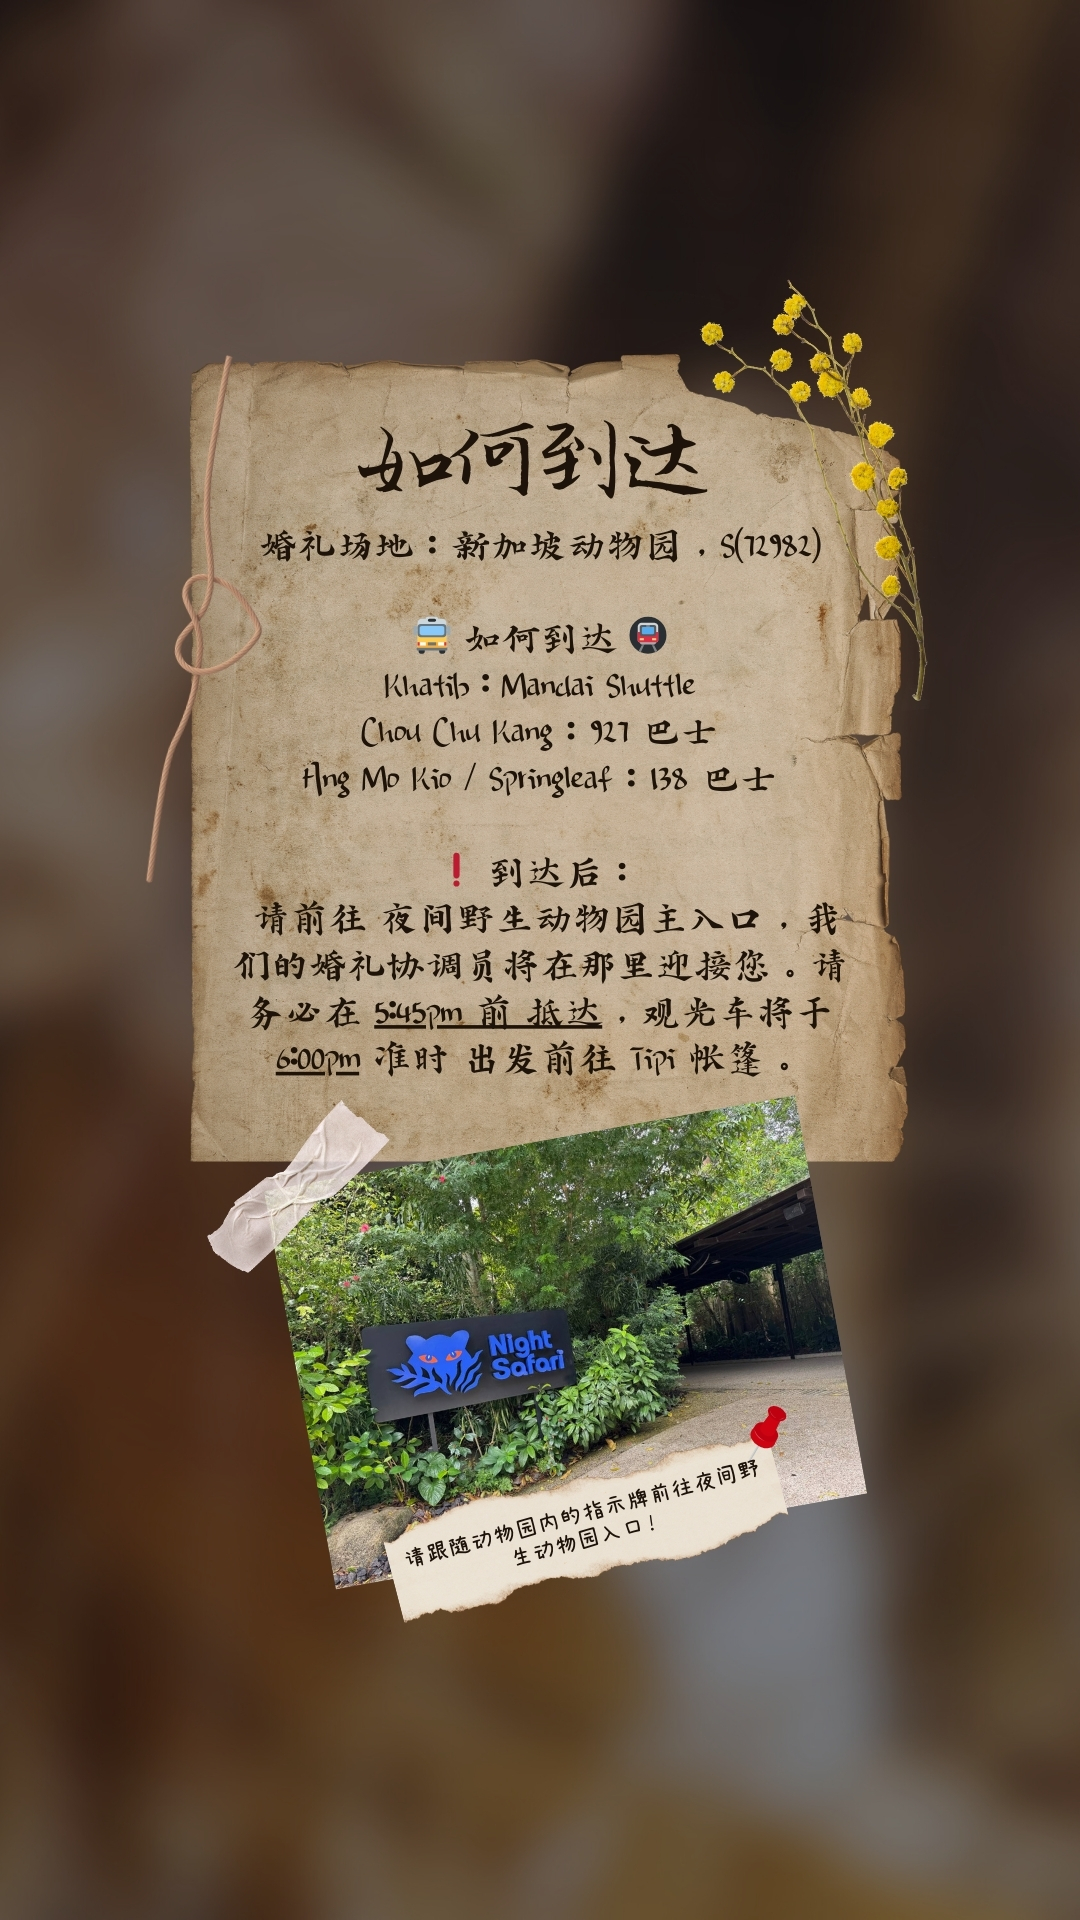 如何到达
婚礼场地：新加坡动物园，S(72982)
如何到达
Khatib：Mandai Shuttle
Chou Chu Kang：927 巴士
Ang Mo Kio / Springleaf：138 巴士
❗ 到达后：
请前往 夜间野生动物园主入口，我
们的婚礼协调员将在那里迎接您。请
务必在 5:45pm 前 抵达，观光车将于
6:00pm 准时 出发前往 Tipi 帐篷。
Night
Safari
请跟随动物园内的指示牌前往夜间野
生动物园入口！